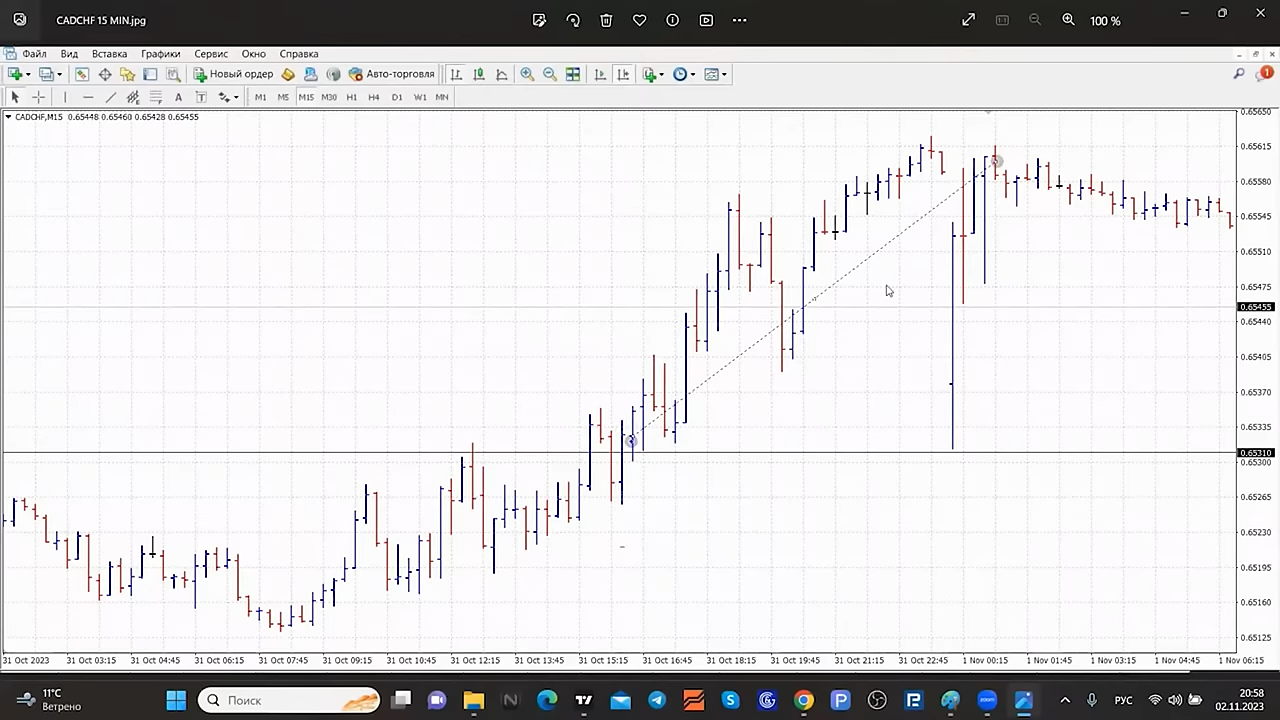 CADCHF 15 MIN.jpg
100 %
Файл Вид Вставка Графики Сервис Окно Справка
Новый ордер Авто-торговля
1
A T M1 M5 M15 M30 H1 H4 D1 W1 MN
CADCHF,M15 0.65448 0.65460 0.65428 0.65455
0.65650
0.65615
0.65580
0.65545
0.65511
0.65475
0.65455
0.65440
0.65405
0.65370
0.65335
0.65310
0.65300
0.65265
0.65230
0.65195
0.65160
0.65125
31 Oct 2023 31 Oct 03:15 31 Oct 04:45 31 Oct 06:15 31 Oct 07:45 31 Oct 09:15 31 Oct 10:45 31 Oct 12:15 31 Oct 13:45 31 Oct 15:15 31 Oct 16:45 31 Oct 18:15 31 Oct 19:45 31 Oct 21:15 31 Oct 22:45 1 Nov 00:15 1 Nov 01:45 1 Nov 03:15 1 Nov 04:45 1 Nov 06:15
11°C
Ветрено
Поиск
zoom
РУС
20:58
02.11.2023